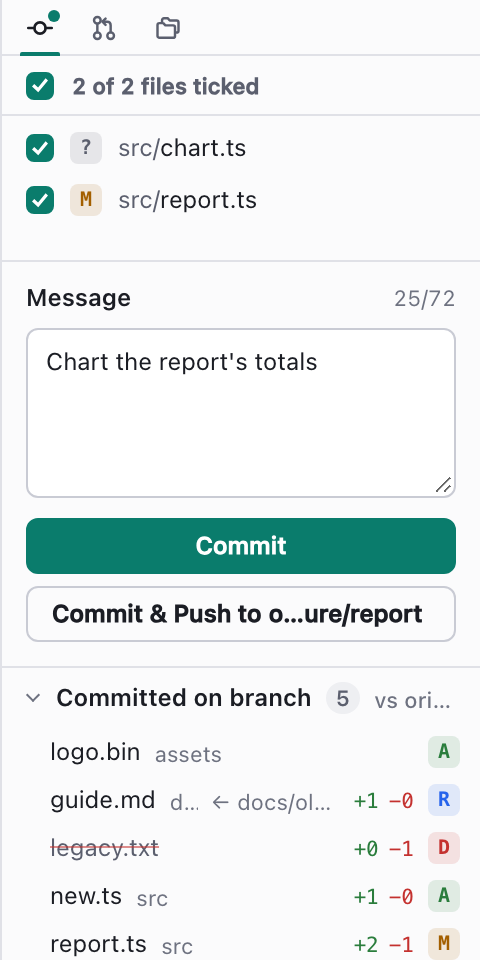 2 of 2 files ticked
? src/chart.ts
M src/report.ts
Message 25/72
Chart the report's totals
Commit
Commit & Push to o...ure/report
Committed on branch 5 vs ori...
logo.bin assets A
guide.md d... ← docs/ol... +1 −0 R
legacy.txt +0 −1 D
new.ts src +1 −0 A
report.ts src +2 −1 M